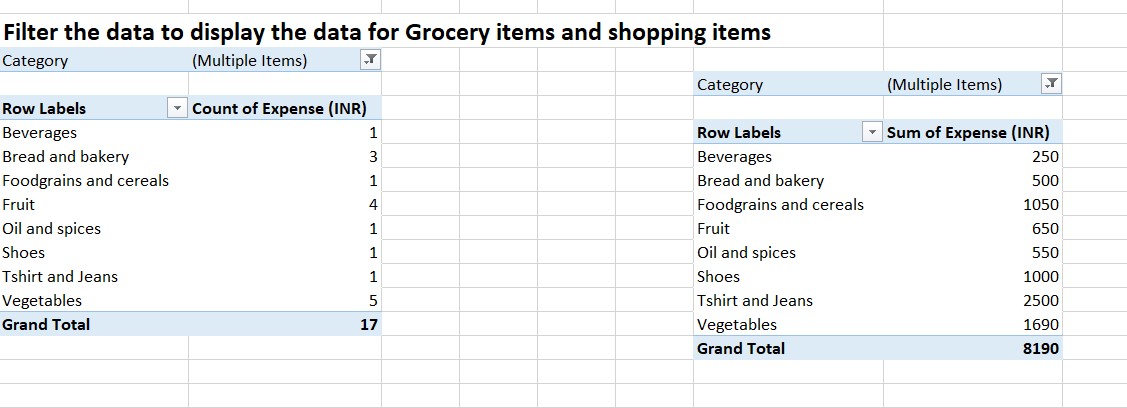 Filter the data to display the data for Grocery items and shopping items
Category (Multiple Items)
Row Labels Count of Expense (INR)
Beverages 1
Bread and bakery 3
Foodgrains and cereals 1
Fruit 4
Oil and spices 1
Shoes 1
Tshirt and Jeans 1
Vegetables 5
Grand Total 17
Category (Multiple Items)
Row Labels Sum of Expense (INR)
Beverages 250
Bread and bakery 500
Foodgrains and cereals 1050
Fruit 650
Oil and spices 550
Shoes 1000
Tshirt and Jeans 2500
Vegetables 1690
Grand Total 8190